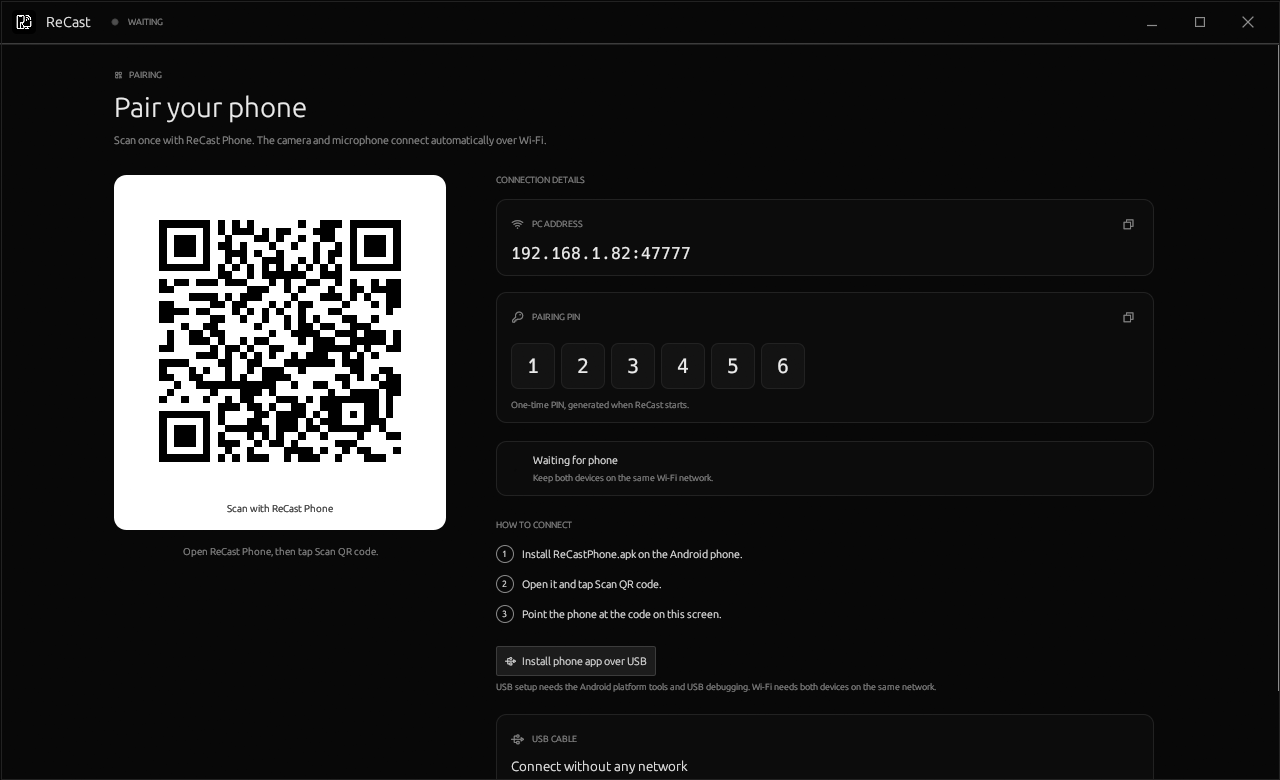 ReCast
WAITING
PAIRING
Pair your phone
Scan once with ReCast Phone. The camera and microphone connect automatically over Wi-Fi.
Scan with ReCast Phone
Open ReCast Phone, then tap Scan QR code.
CONNECTION DETAILS
PC ADDRESS
192.168.1.82:47777
PAIRING PIN
1 2 3 4 5 6
One-time PIN, generated when ReCast starts.
Waiting for phone
Keep both devices on the same Wi-Fi network.
HOW TO CONNECT
1 Install ReCastPhone.apk on the Android phone.
2 Open it and tap Scan QR code.
3 Point the phone at the code on this screen.
Install phone app over USB
USB setup needs the Android platform tools and USB debugging. Wi-Fi needs both devices on the same network.
USB CABLE
Connect without any network